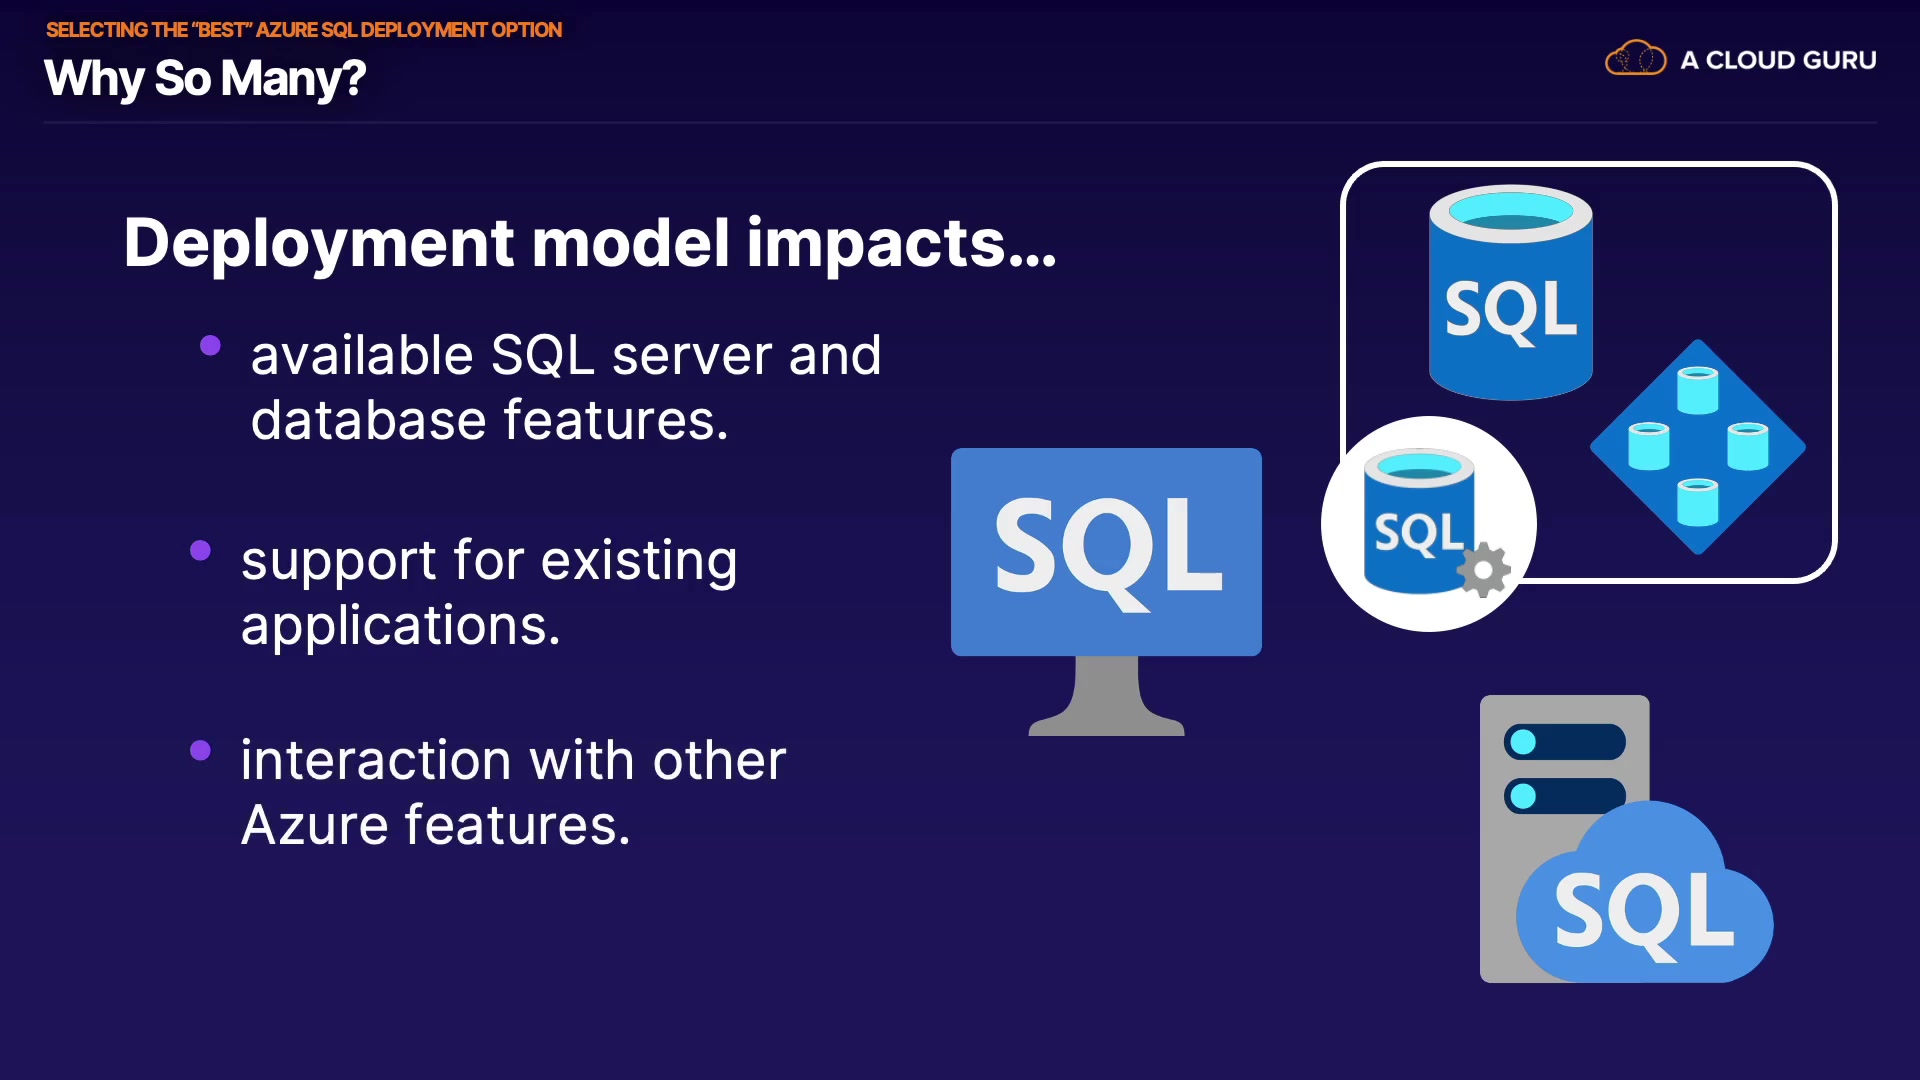 SELECTING THE “BEST” AZURE SQL DEPLOYMENT OPTION
Why So Many?
A CLOUD GURU
Deployment model impacts...
available SQL server and
database features.
support for existing
applications.
interaction with other
Azure features.
SQL
SQL
SQL
SQL